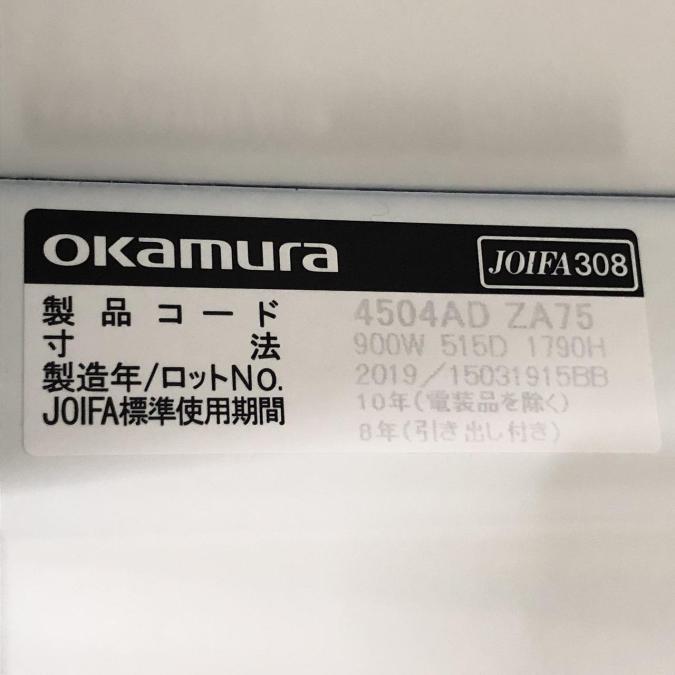 okamura
JOIFA308
製品コード 4504AD ZA75
寸法 900W 515D 1790H
製造年/ロットNo. 2019/15031915BB
JOIFA標準使用期間 10年(電装品を除く)
8年(引き出し付き)